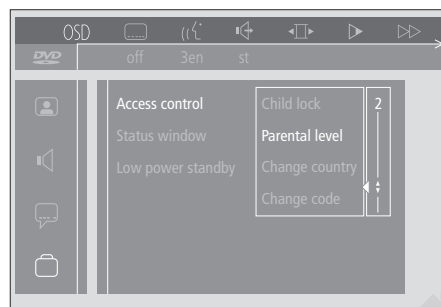 OSD
DVD off 3en st
Access control Child lock 2
Status window Parental level
Low power standby Change country
Change code